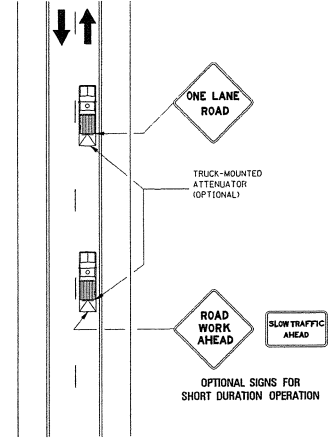 ONE LANE
ROAD
TRUCK-MOUNTED
ATTENUATOR
(OPTIONAL)
ROAD
WORK
AHEAD
SLOW TRAFFIC
AHEAD
OPTIONAL SIGNS FOR
SHORT DURATION OPERATION